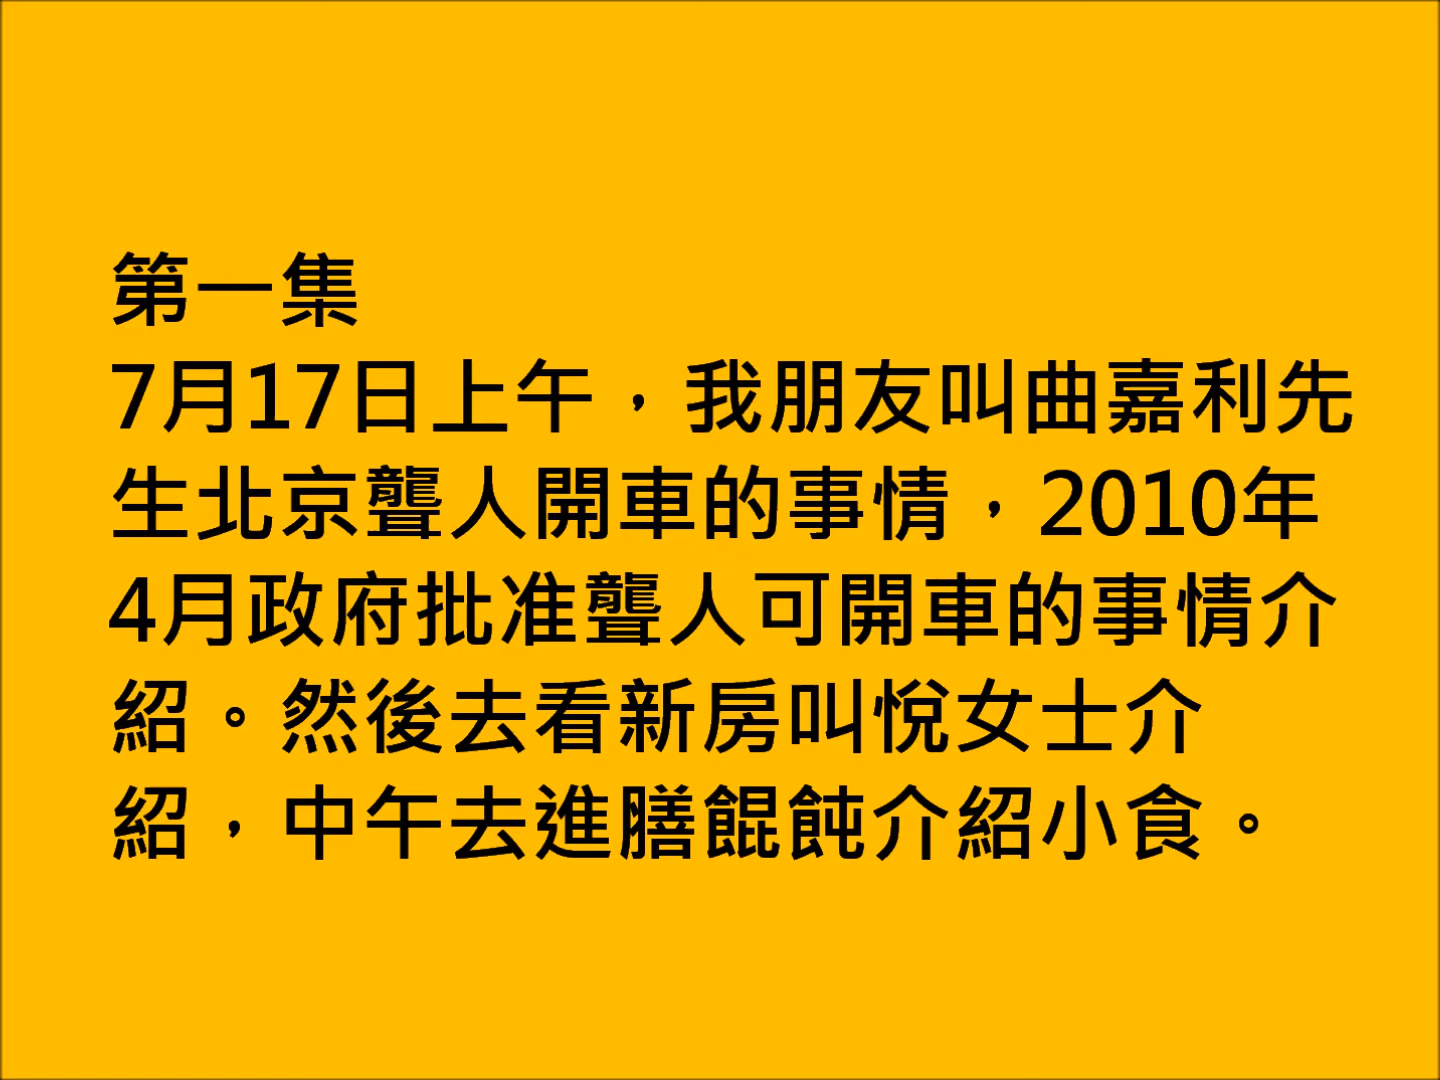 第一集
7月17日上午，我朋友叫曲嘉利先
生北京聾人開車的事情，2010年
4月政府批准聾人可開車的事情介
紹。然後去看新房叫悅女士介
紹，中午去進膳餛飩介紹小食。